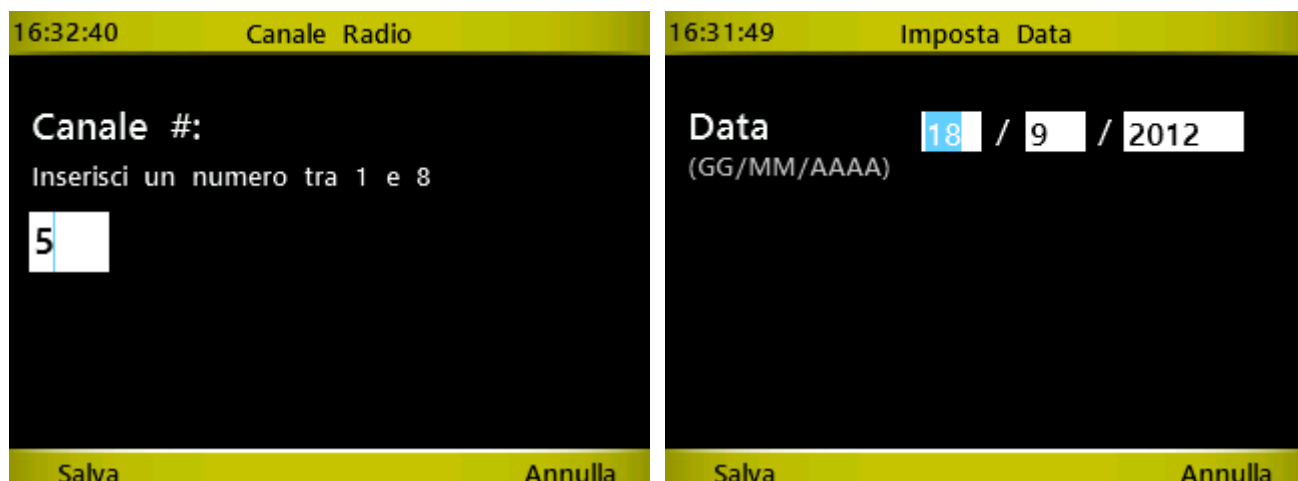 16:32:40 Canale Radio
Canale #:
Inserisci un numero tra 1 e 8
5
Salva Annulla
16:31:49 Imposta Data
Data 18 / 9 / 2012
(GG/MM/AAAA)
Salva Annulla